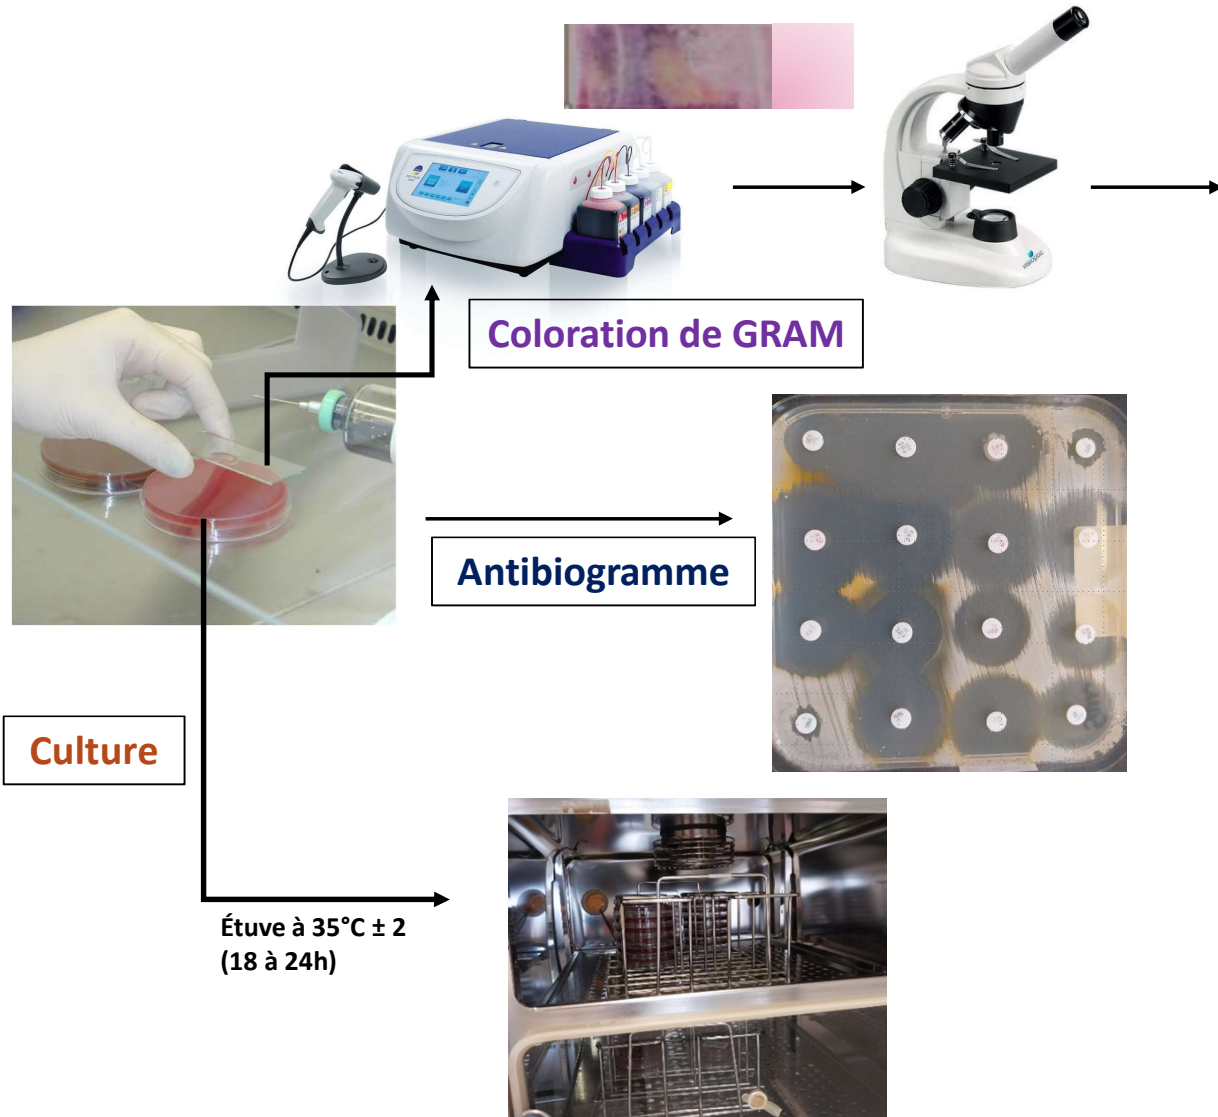 Coloration de GRAM
Antibiogramme
Culture
Étuve à 35°C ± 2
(18 à 24h)